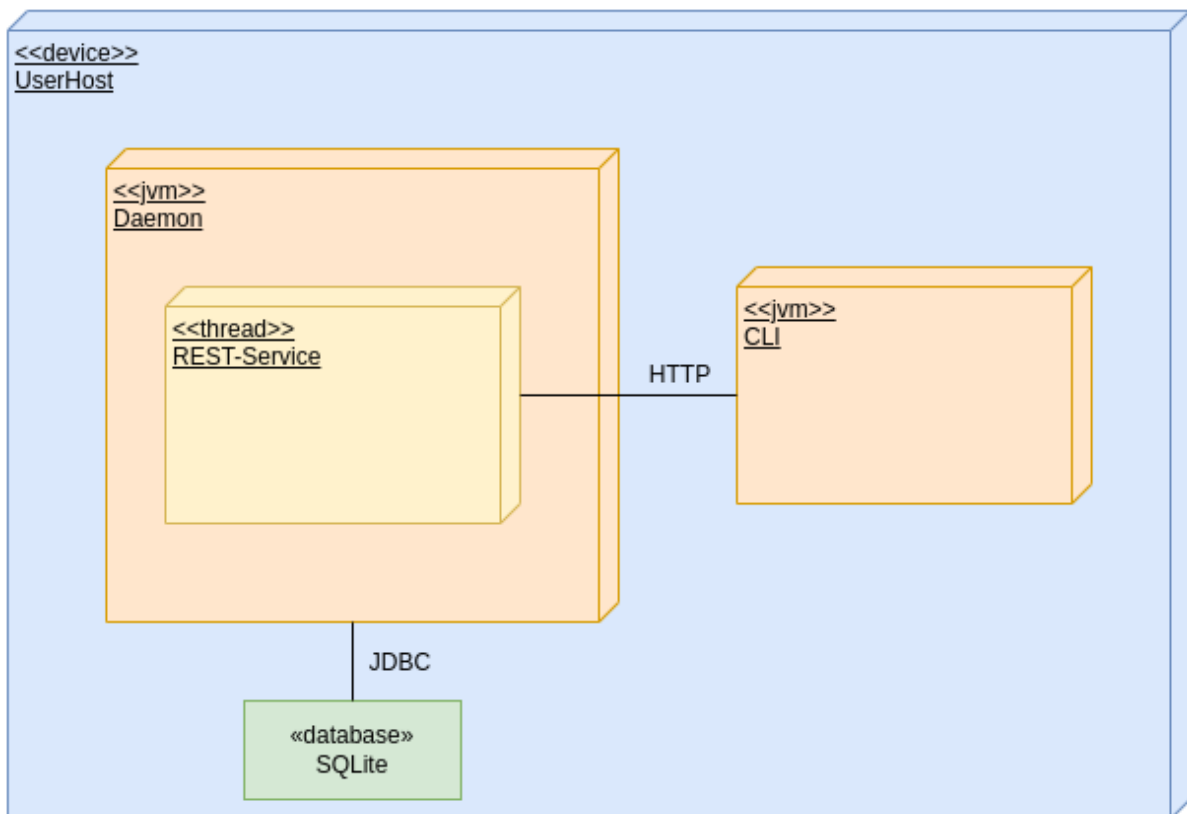 <<device>>
UserHost
<<jvm>>
Daemon
<<thread>>
REST-Service
HTTP
<<jvm>>
CLI
JDBC
«database»
SQLite